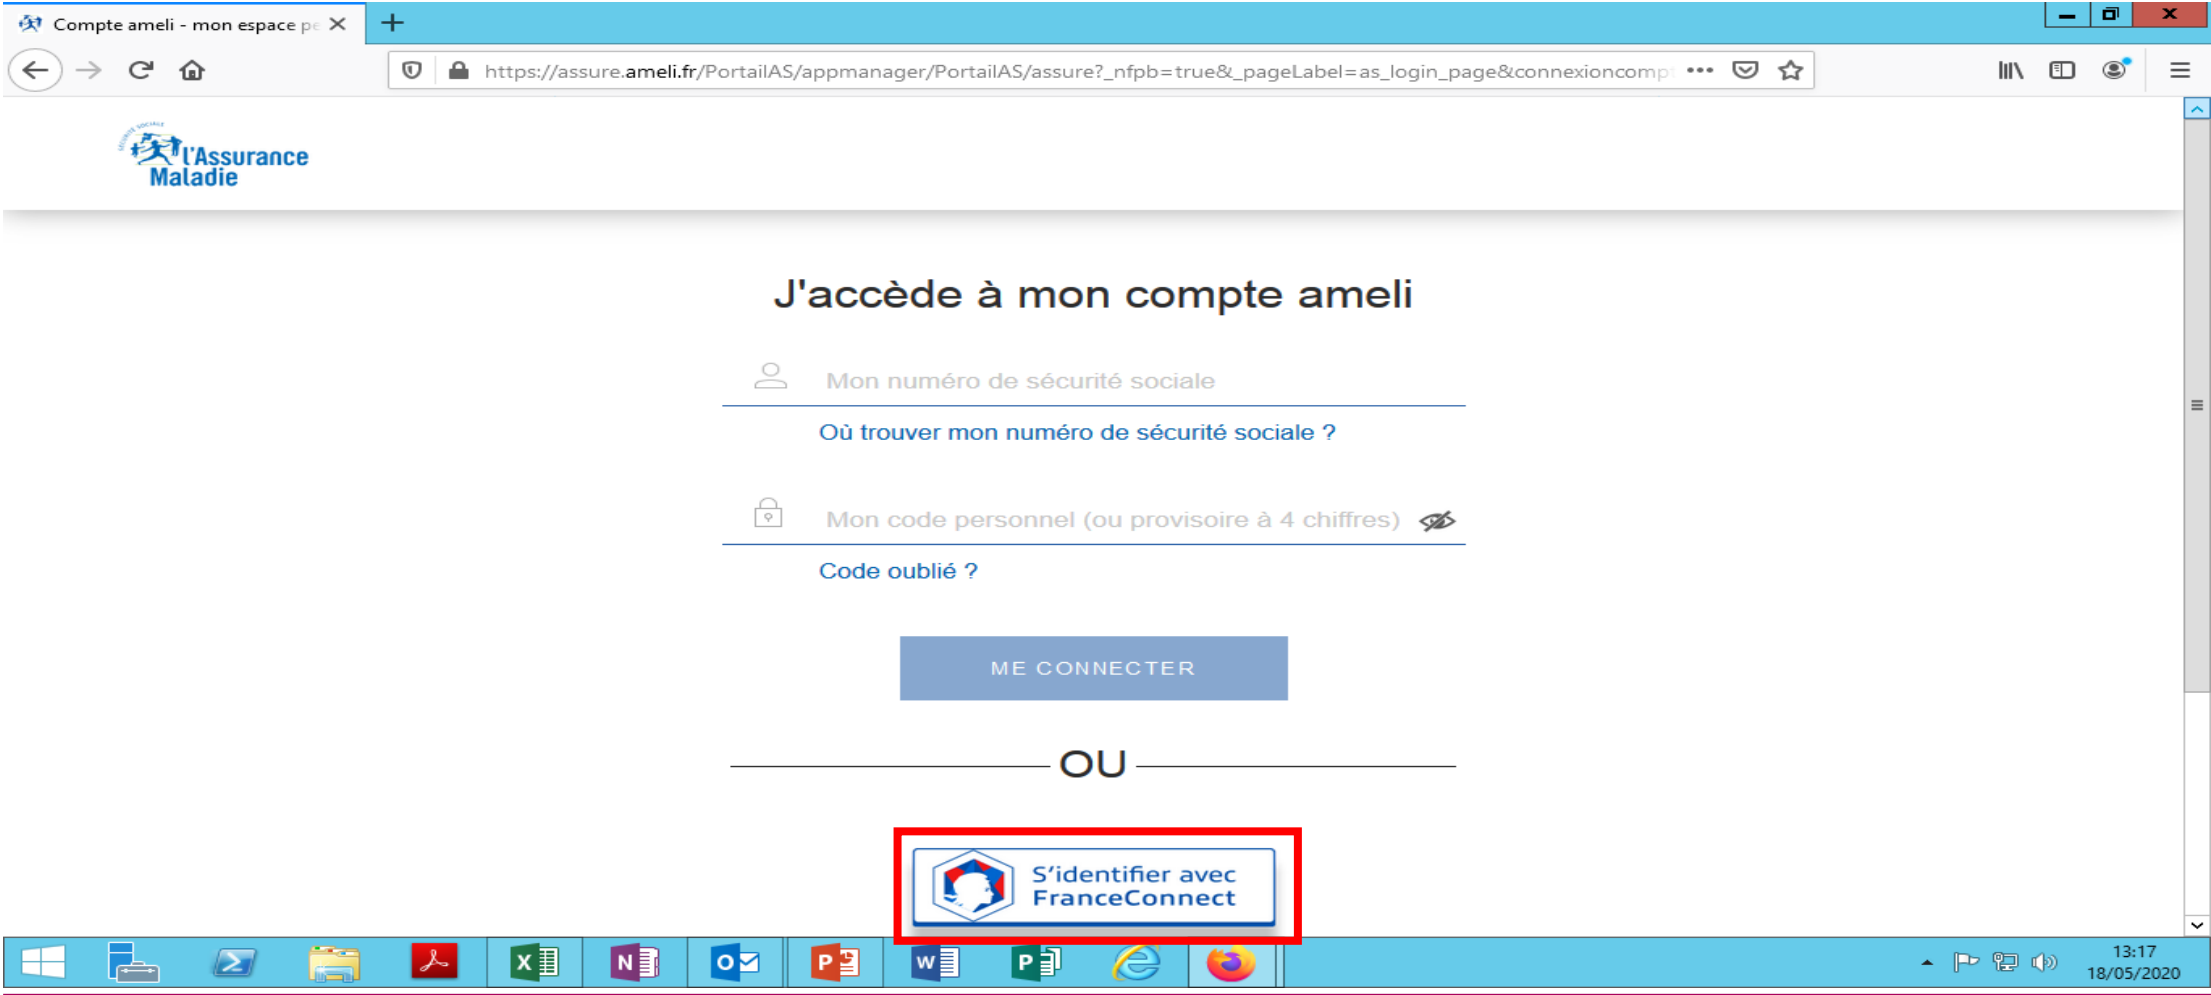 Compte ameli - mon espace pe
https://assure.ameli.fr/PortailAS/appmanager/PortailAS/assure?_nfpb=true&_pageLabel=as_login_page&connexioncomp
SÉCURITÉ SOCIALE
l'Assurance
Maladie
J'accède à mon compte ameli
Mon numéro de sécurité sociale
Où trouver mon numéro de sécurité sociale ?
Mon code personnel (ou provisoire à 4 chiffres)
Code oublié ?
ME CONNECTER
OU
S'identifier avec
FranceConnect
13:17
18/05/2020